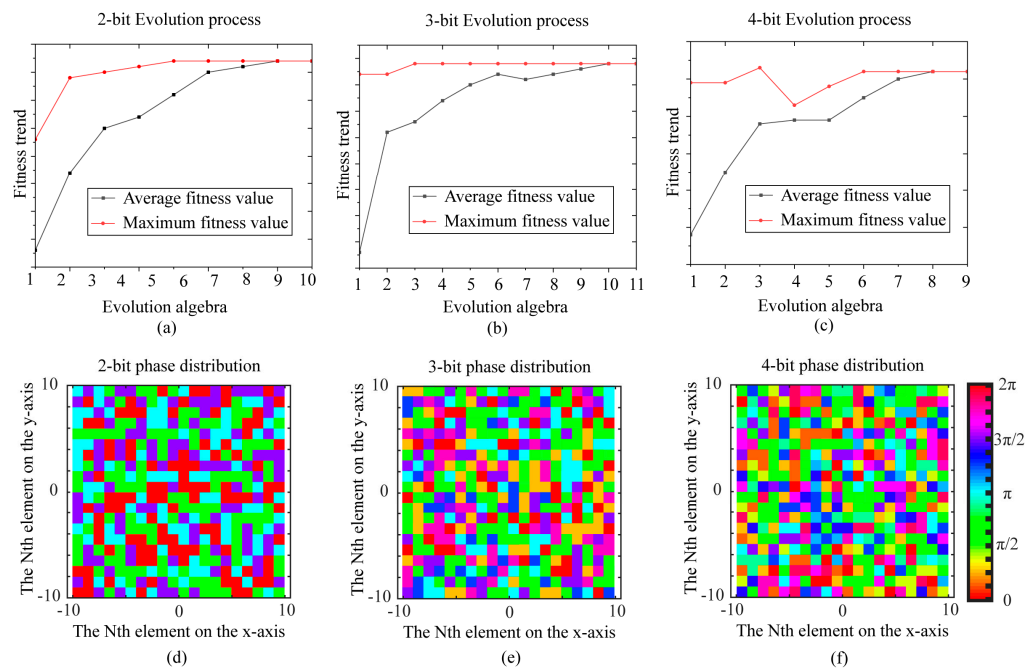 2-bit Evolution process
Fitness trend
Average fitness value
Maximum fitness value
1 2 3 4 5 6 7 8 9 10
Evolution algebra
(a)
3-bit Evolution process
Fitness trend
Average fitness value
Maximum fitness value
1 2 3 4 5 6 7 8 9 10 11
Evolution algebra
(b)
4-bit Evolution process
Fitness trend
Average fitness value
Maximum fitness value
1 2 3 4 5 6 7 8 9
Evolution algebra
(c)
2-bit phase distribution
The Nth element on the y-axis
10
0
-10
-10 0 10
The Nth element on the x-axis
(d)
3-bit phase distribution
The Nth element on the y-axis
10
0
-10
-10 0 10
The Nth element on the x-axis
(e)
4-bit phase distribution
The Nth element on the y-axis
10
0
-10
-10 0 10
The Nth element on the x-axis
(f)
2π
3π/2
π
π/2
0